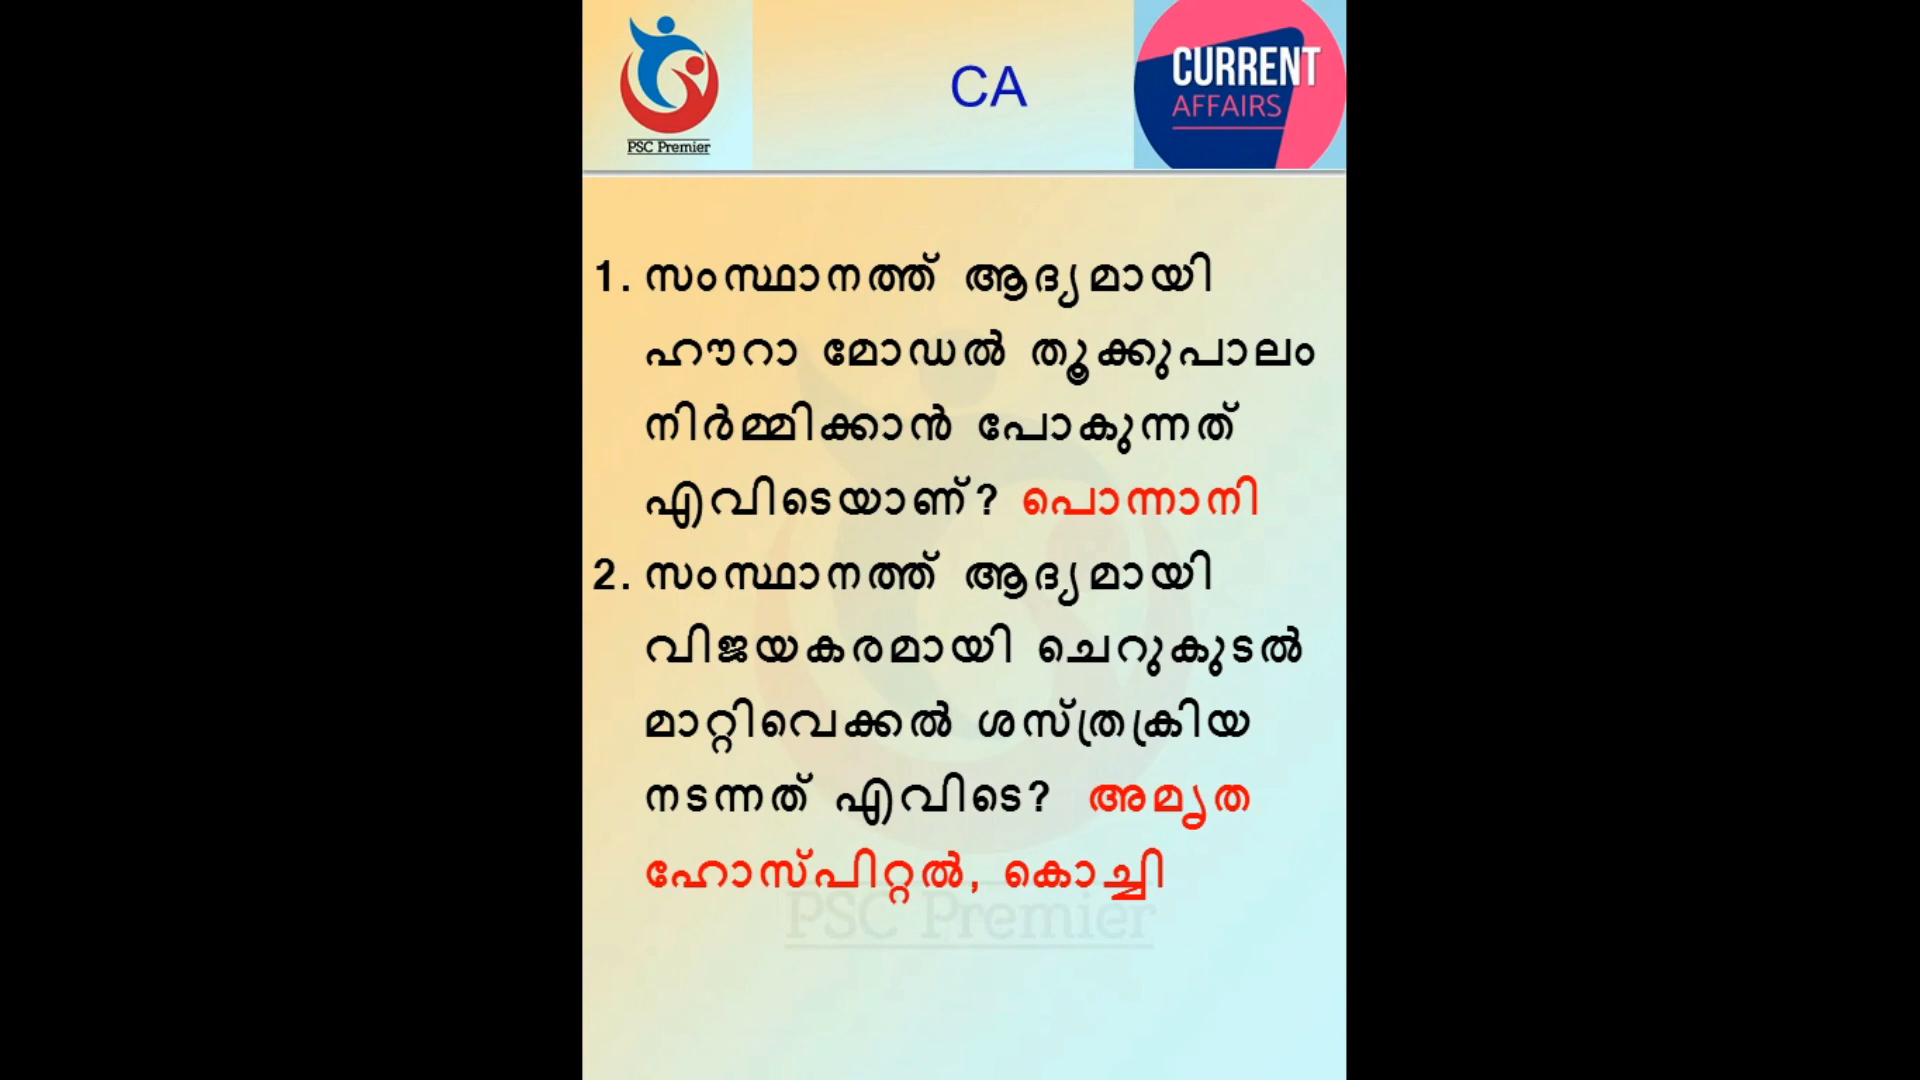 PSC Premier
CA
CURRENT
AFFAIRS
1. സംസ്ഥാനത്ത് ആദ്യമായി
ഹൗറാ മോഡൽ തൂക്കുപാലം
നിർമ്മിക്കാൻ പോകുന്നത്
എവിടെയാണ്? പൊന്നാനി
2. സംസ്ഥാനത്ത് ആദ്യമായി
വിജയകരമായി ചെറുകുടൽ
മാറ്റിവെക്കൽ ശസ്ത്രക്രിയ
നടന്നത് എവിടെ? അമൃത
ഹോസ്പിറ്റൽ, കൊച്ചി
PSC Premier